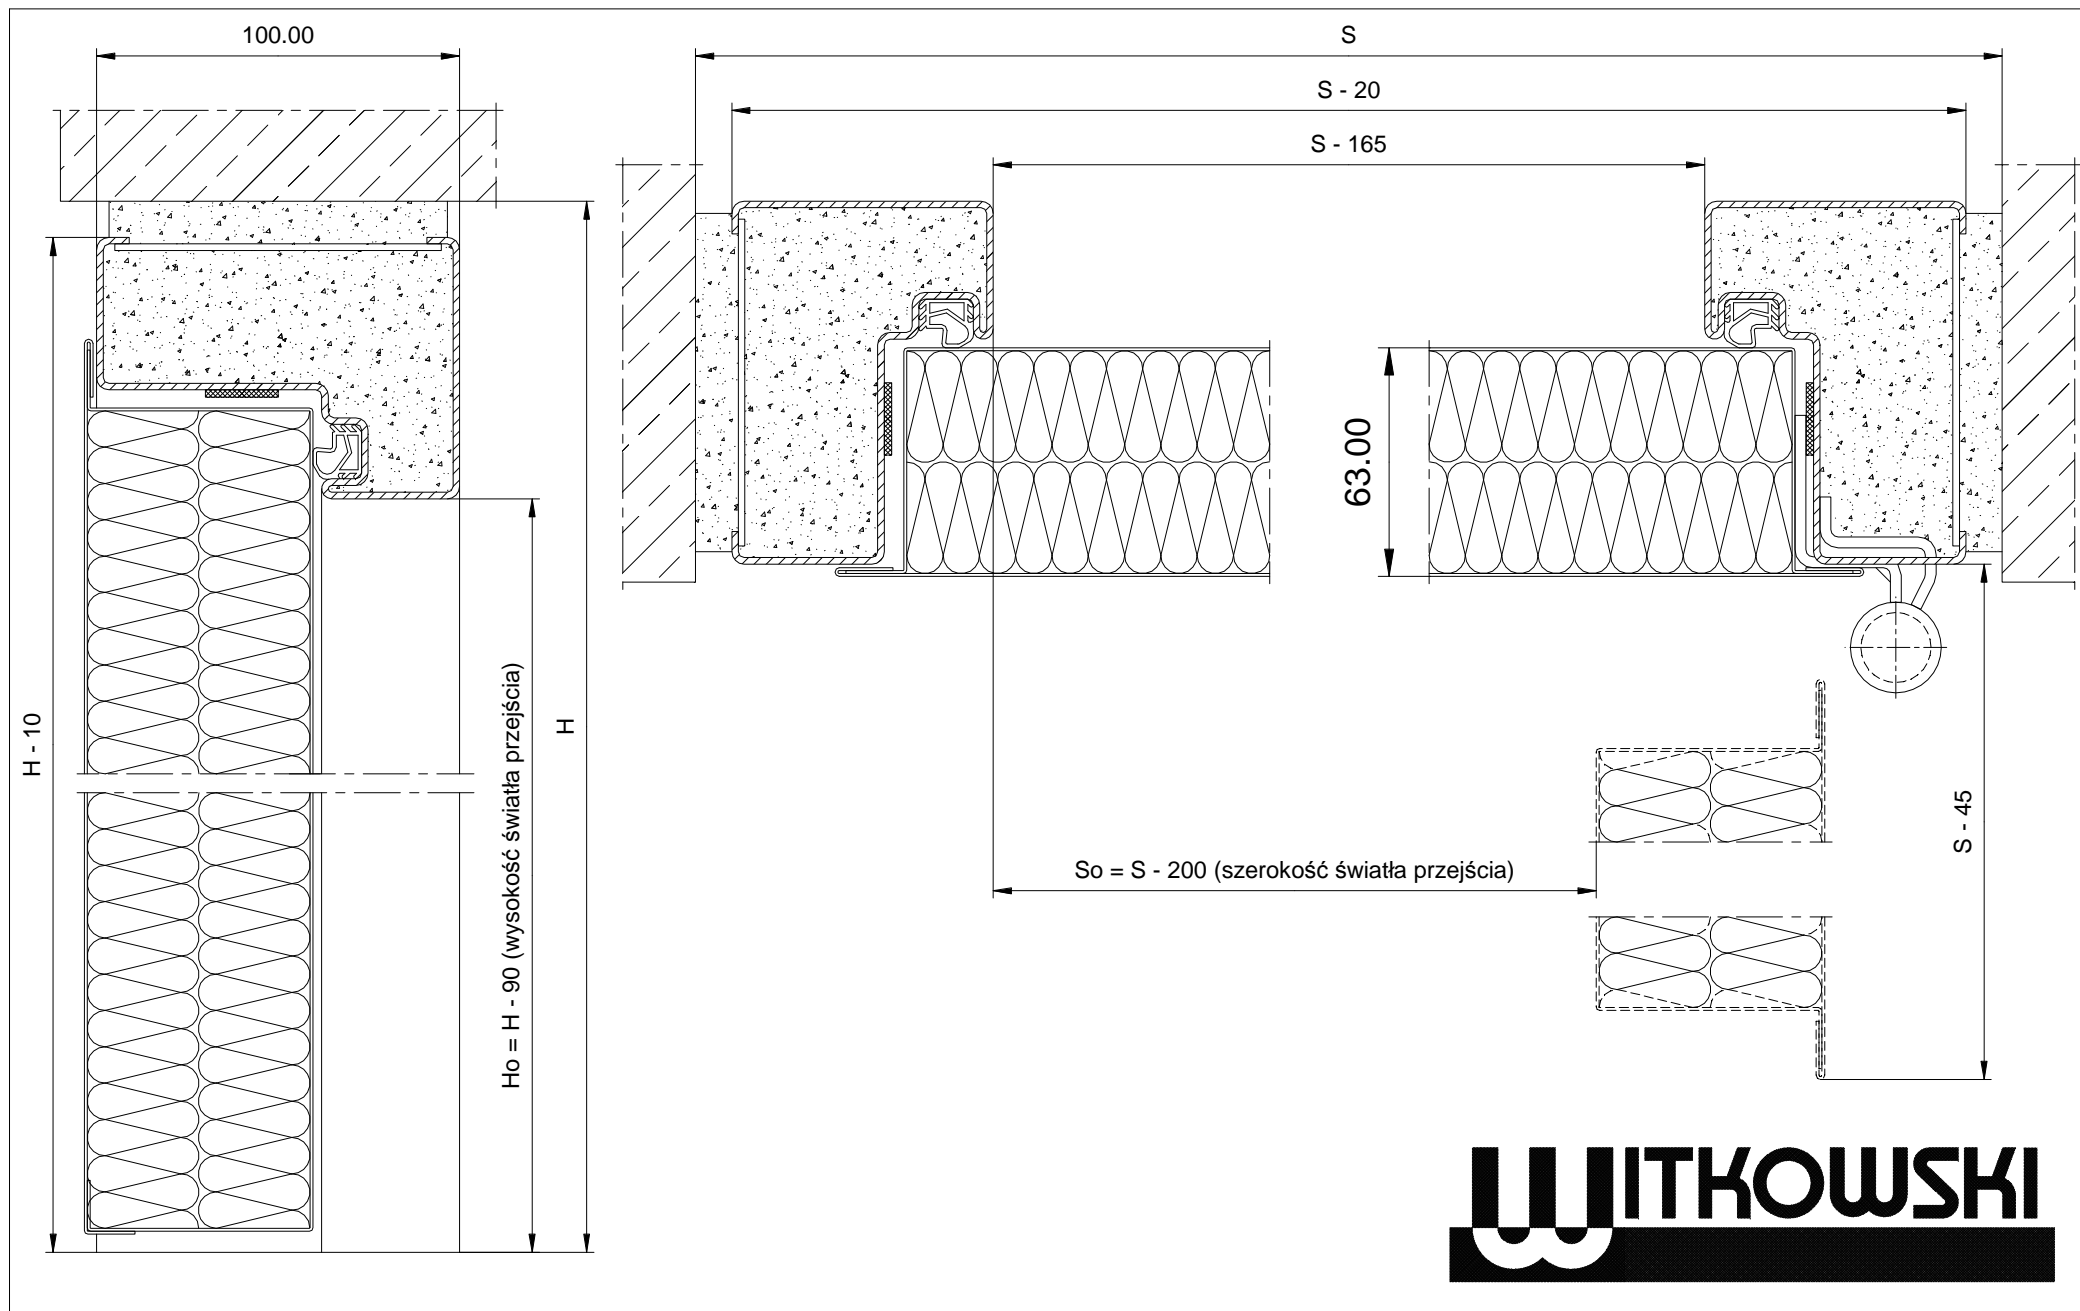 100.00
S
S - 20
S - 165
H - 10
Ho = H - 90 (wysokość światła przejścia)
H
63.00
So = S - 200 (szerokość światła przejścia)
S - 45
WITKOWSKI